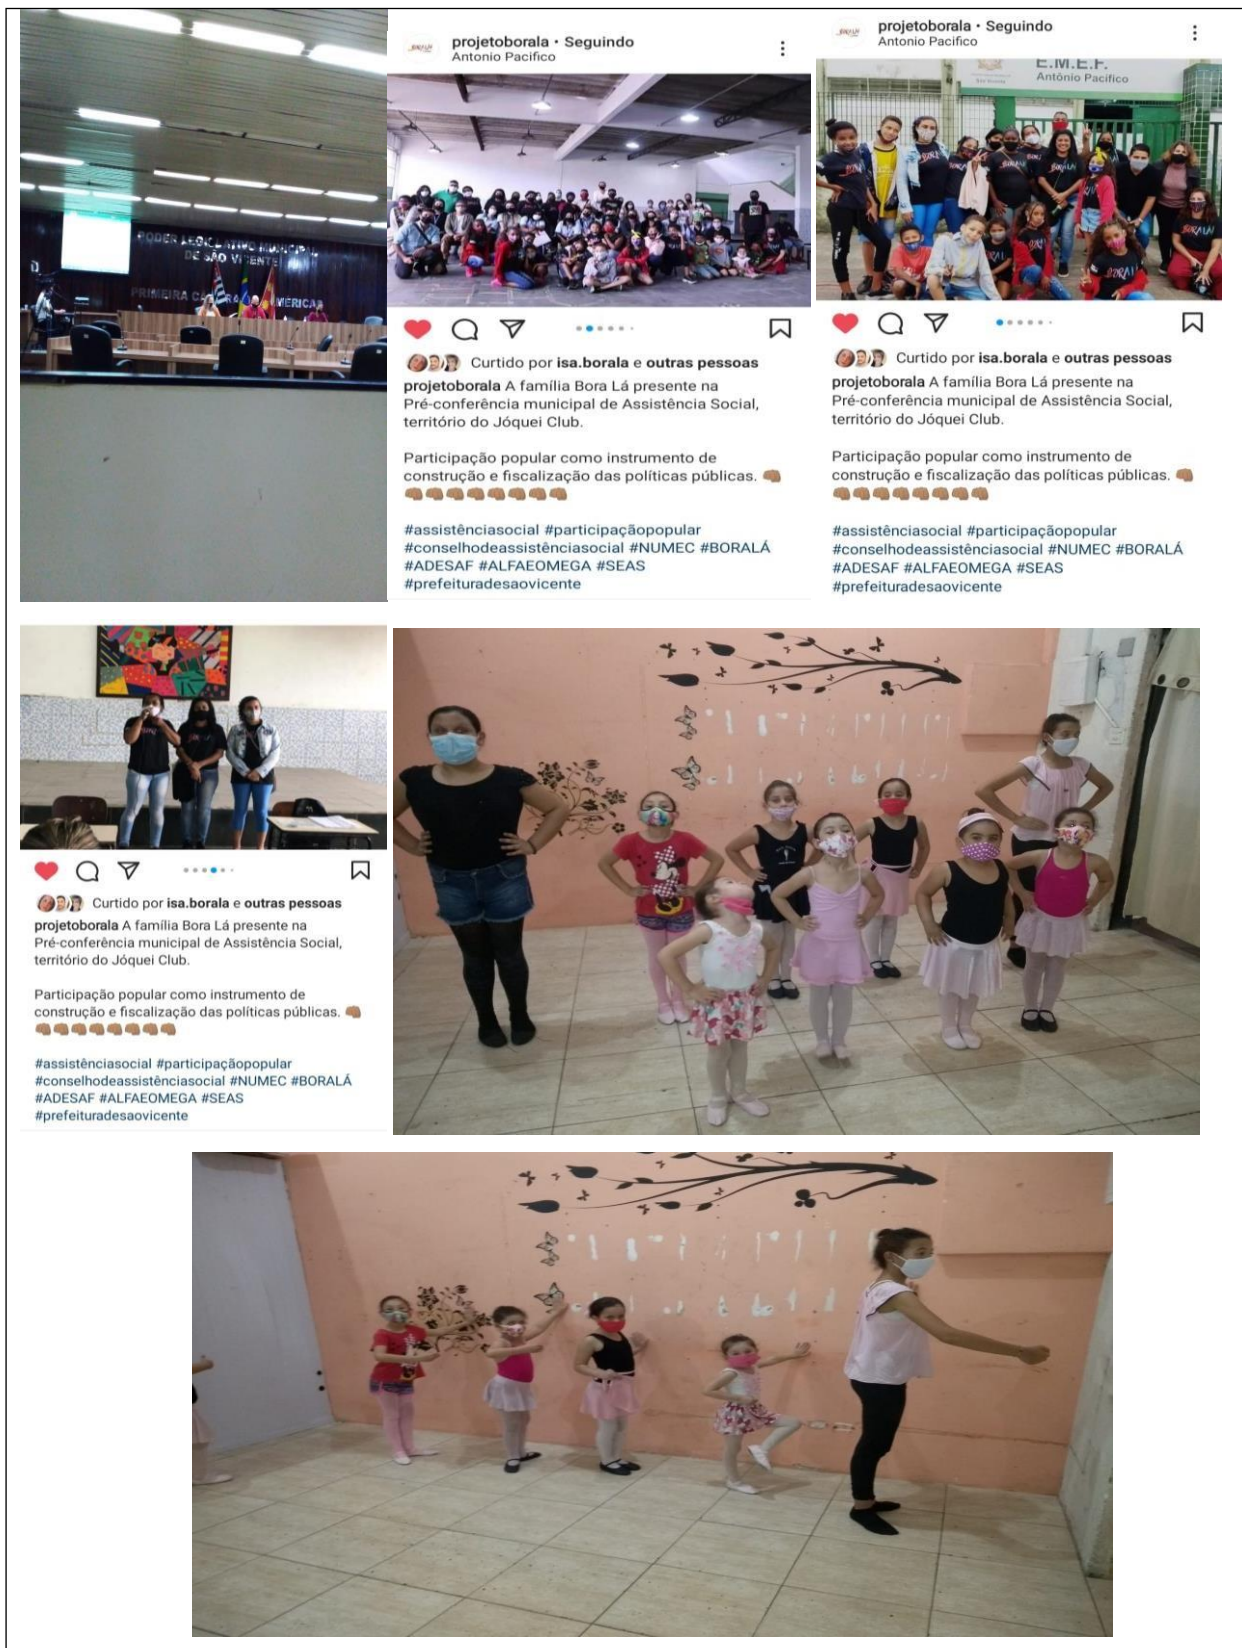 PODER LEGISLATIVO MUNICIPAL
DE SÃO VICENTE
PRIMEIRA
projetoborala • Seguindo
Antonio Pacifico
Curtido por isa.borala e outras pessoas
projetoborala A família Bora Lá presente na
Pré-conferência municipal de Assistência Social,
território do Jóquei Club.
Participação popular como instrumento de
construção e fiscalização das políticas públicas. 👊🏽
👊🏽👊🏽👊🏽👊🏽👊🏽👊🏽👊🏽👊🏽
#assistênciasocial #participaçãopopular
#conselhodeassistênciasocial #NUMEC #BORALÁ
#ADESAF #ALFAEOMEGA #SEAS
#prefeituradesaovicente
projetoborala • Seguindo
Antonio Pacifico
E.M.E.F.
Antônio Pacífico
São Vicente
BORALÁ
Curtido por isa.borala e outras pessoas
projetoborala A família Bora Lá presente na
Pré-conferência municipal de Assistência Social,
território do Jóquei Club.
Participação popular como instrumento de
construção e fiscalização das políticas públicas. 👊🏽
👊🏽👊🏽👊🏽👊🏽👊🏽👊🏽👊🏽👊🏽
#assistênciasocial #participaçãopopular
#conselhodeassistênciasocial #NUMEC #BORALÁ
#ADESAF #ALFAEOMEGA #SEAS
#prefeituradesaovicente
Curtido por isa.borala e outras pessoas
projetoborala A família Bora Lá presente na
Pré-conferência municipal de Assistência Social,
território do Jóquei Club.
Participação popular como instrumento de
construção e fiscalização das políticas públicas. 👊🏽
👊🏽👊🏽👊🏽👊🏽👊🏽👊🏽👊🏽👊🏽
#assistênciasocial #participaçãopopular
#conselhodeassistênciasocial #NUMEC #BORALÁ
#ADESAF #ALFAEOMEGA #SEAS
#prefeituradesaovicente